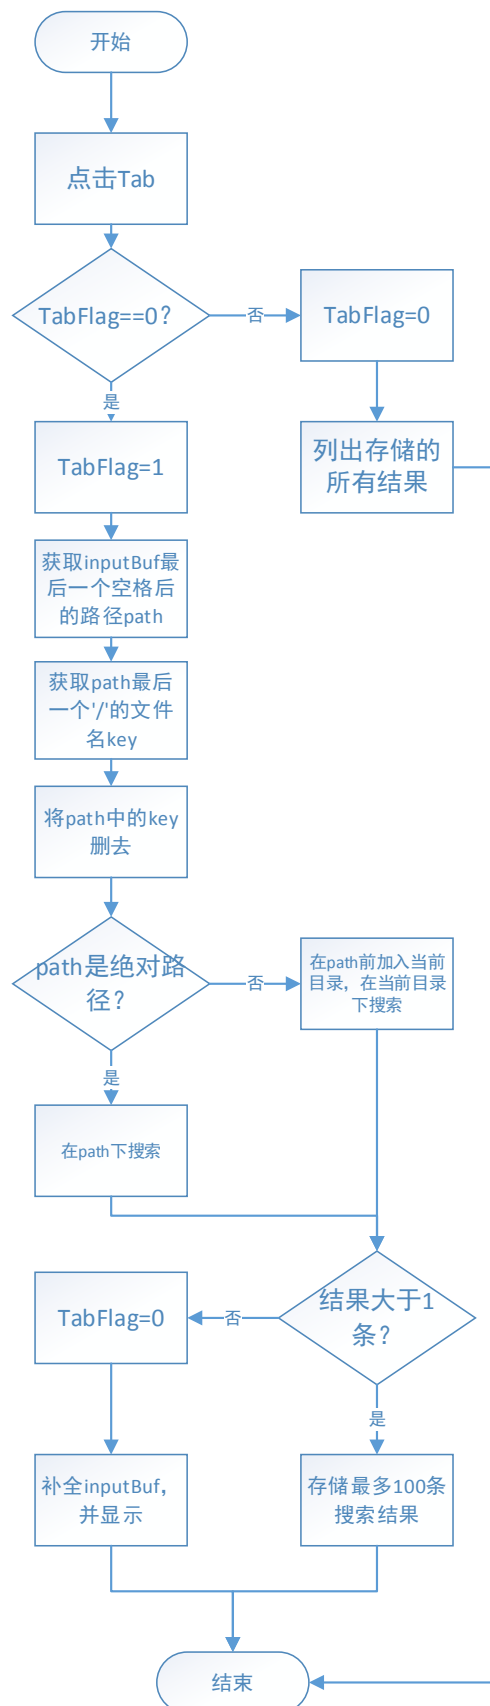 开始
点击Tab
TabFlag==0？
否
TabFlag=0
是
TabFlag=1
列出存储的
所有结果
获取inputBuf最
后一个空格后
的路径path
获取path最后
一个'/'的文件
名key
将path中的key
删去
path是绝对路
径？
否
在path前加入当前
目录，在当前目录
下搜索
是
在path下搜索
结果大于1
条？
否
TabFlag=0
是
补全inputBuf，
并显示
存储最多100条
搜索结果
结束